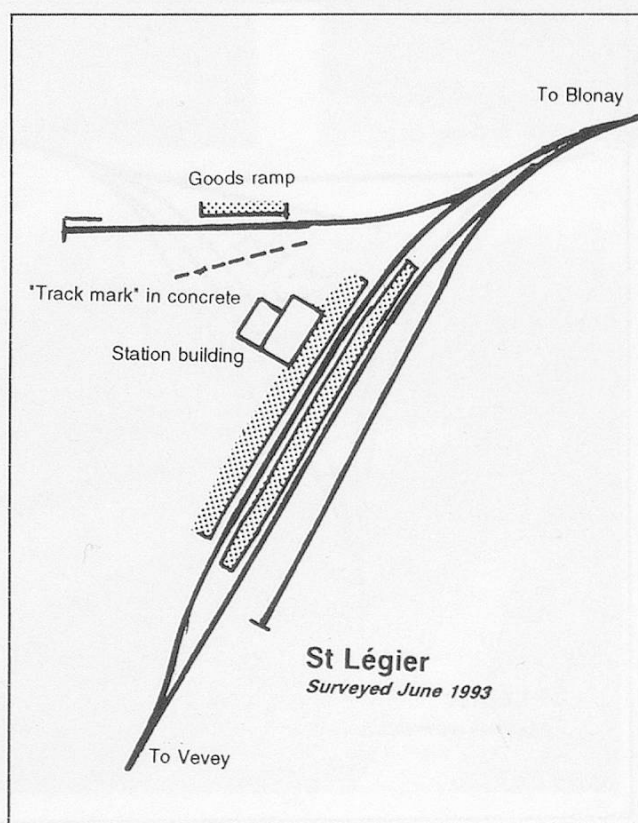 To Blonay
Goods ramp
"Track mark" in concrete
Station building
St Légier
Surveyed June 1993
To Vevey